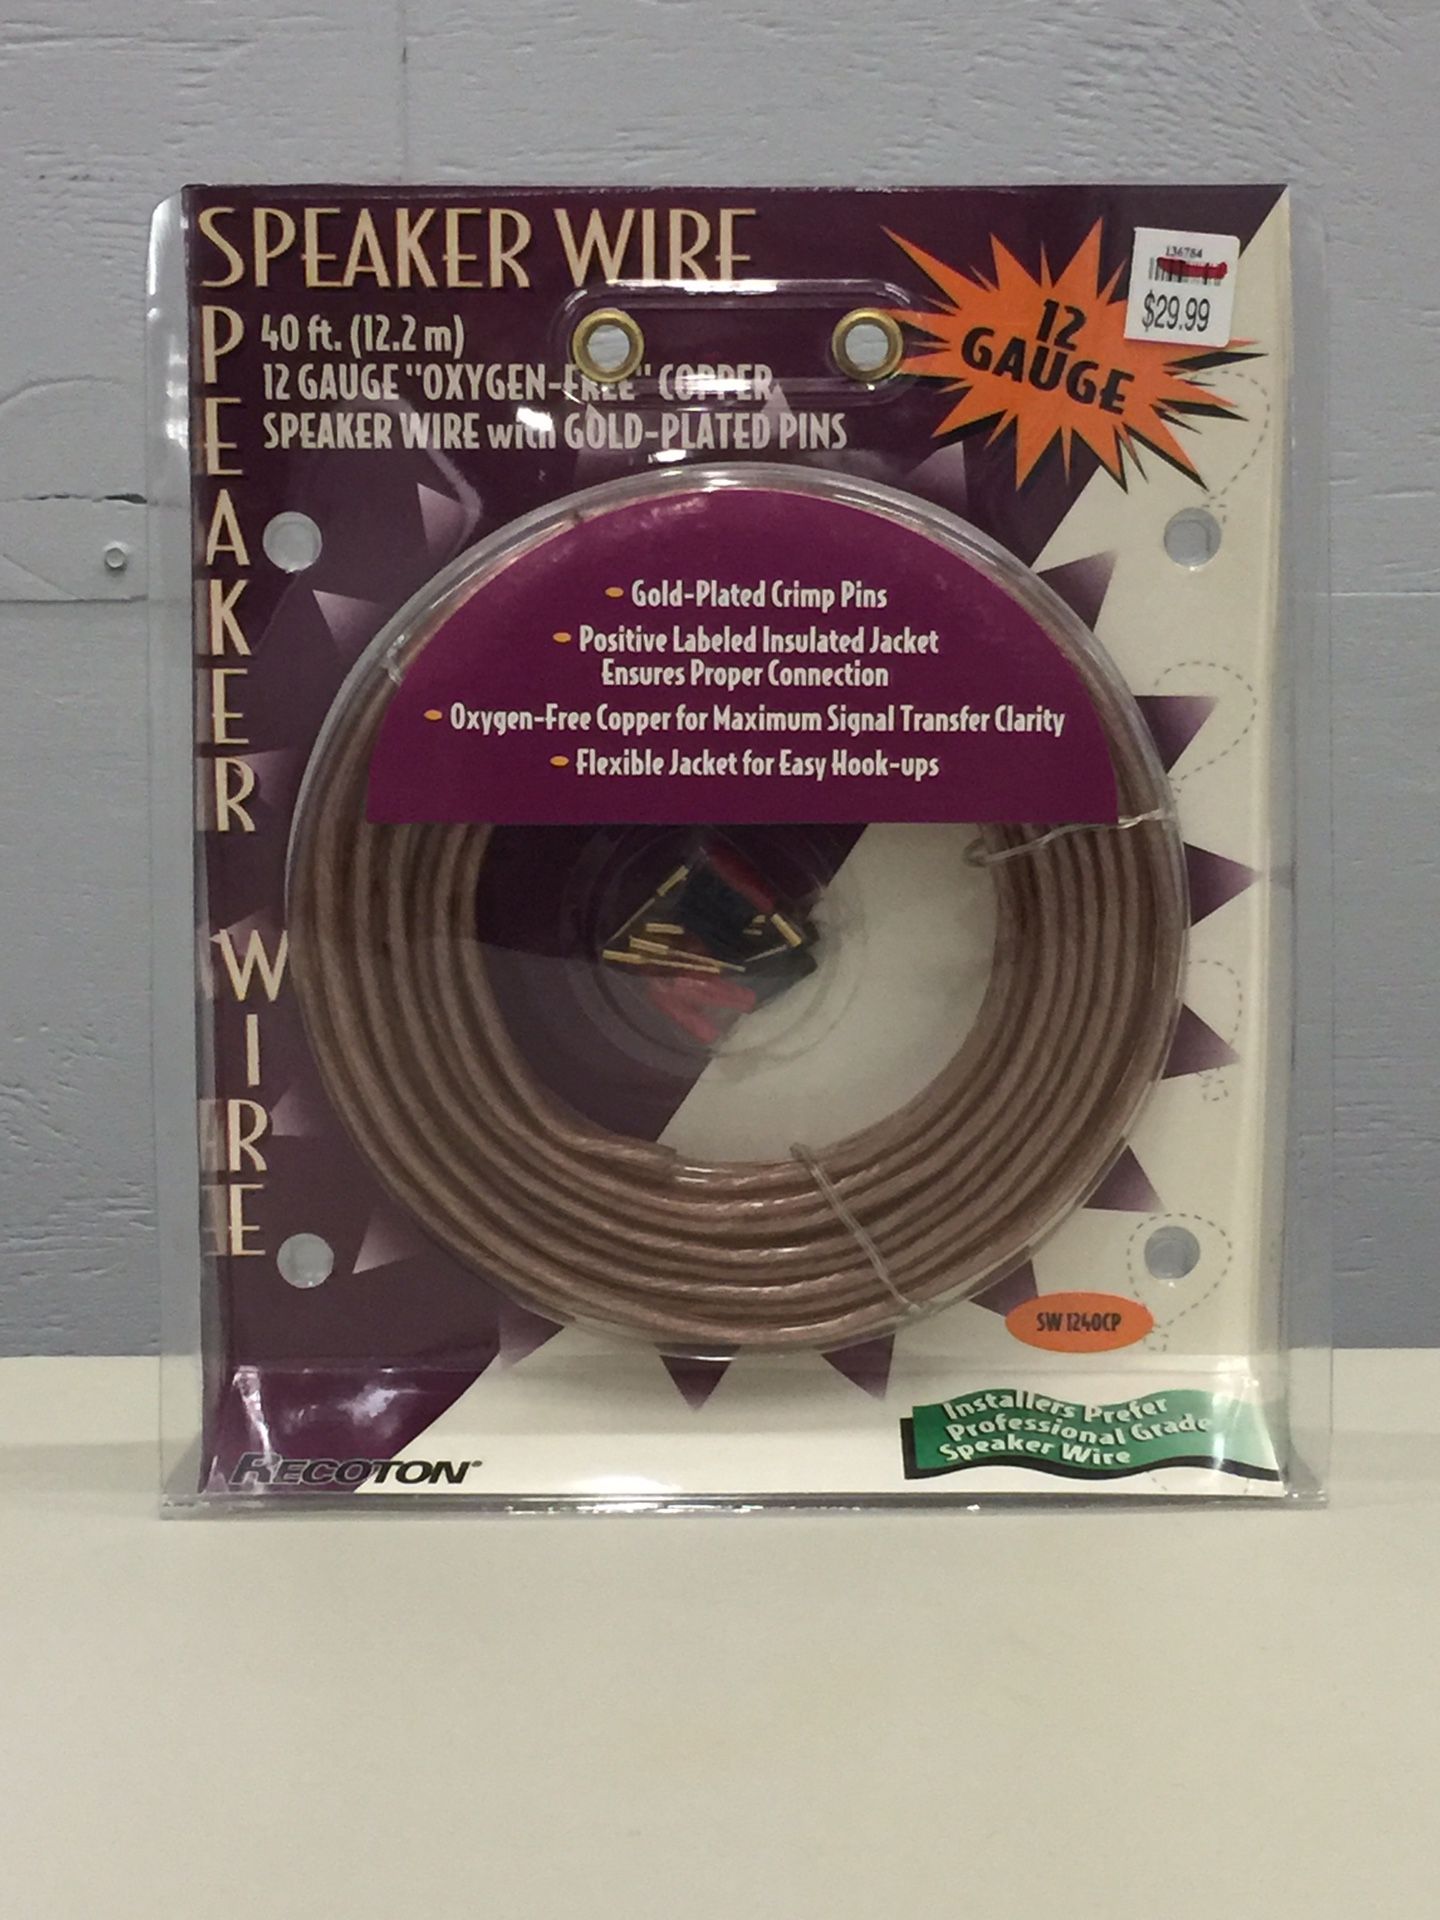 SPEAKER WIRE
40 ft. (12.2 m)
12 GAUGE "OXYGEN-FREE" COPPER
SPEAKER WIRE with GOLD-PLATED PINS
12
GAUGE
136784
$29.99
SPEAKER WIRE
• Gold-Plated Crimp Pins
• Positive Labeled Insulated Jacket
Ensures Proper Connection
• Oxygen-Free Copper for Maximum Signal Transfer Clarity
• Flexible Jacket for Easy Hook-ups
SW 1240CP
Installers Prefer
Professional Grade
Speaker Wire
RECOTON®